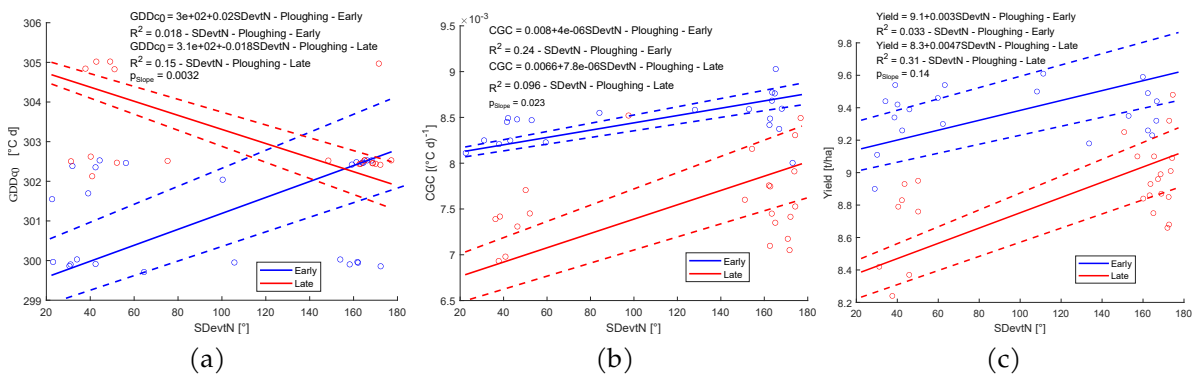 GDDc₀ = 3e+02+0.02SDevtN - Ploughing - Early
R² = 0.018 - SDevtN - Ploughing - Early
GDDc₀ = 3.1e+02+-0.018SDevtN - Ploughing - Late
R² = 0.15 - SDevtN - Ploughing - Late
pSlope = 0.0032
306
305
304
303
302
301
300
299
[°C d]
20 40 60 80 100 120 140 160 180
SDevtN [°]
Early
Late
(a)
×10⁻³
CGC = 0.008+4e-06SDevtN - Ploughing - Early
R² = 0.24 - SDevtN - Ploughing - Early
CGC = 0.0066+7.8e-06SDevtN - Ploughing - Late
R² = 0.096 - SDevtN - Ploughing - Late
pSlope = 0.023
9.5
9
8.5
8
7.5
7
6.5
CGC [(° C d)⁻¹]
20 40 60 80 100 120 140 160 180
SDevtN [°]
Early
Late
(b)
Yield = 9.1+0.003SDevtN - Ploughing - Early
R² = 0.033 - SDevtN - Ploughing - Early
Yield = 8.3+0.0047SDevtN - Ploughing - Late
R² = 0.31 - SDevtN - Ploughing - Late
pSlope = 0.14
10
9.8
9.6
9.4
9.2
9
8.8
8.6
8.4
8.2
Yield [t/ha]
20 40 60 80 100 120 140 160 180
SDevtN [°]
Early
Late
(c)